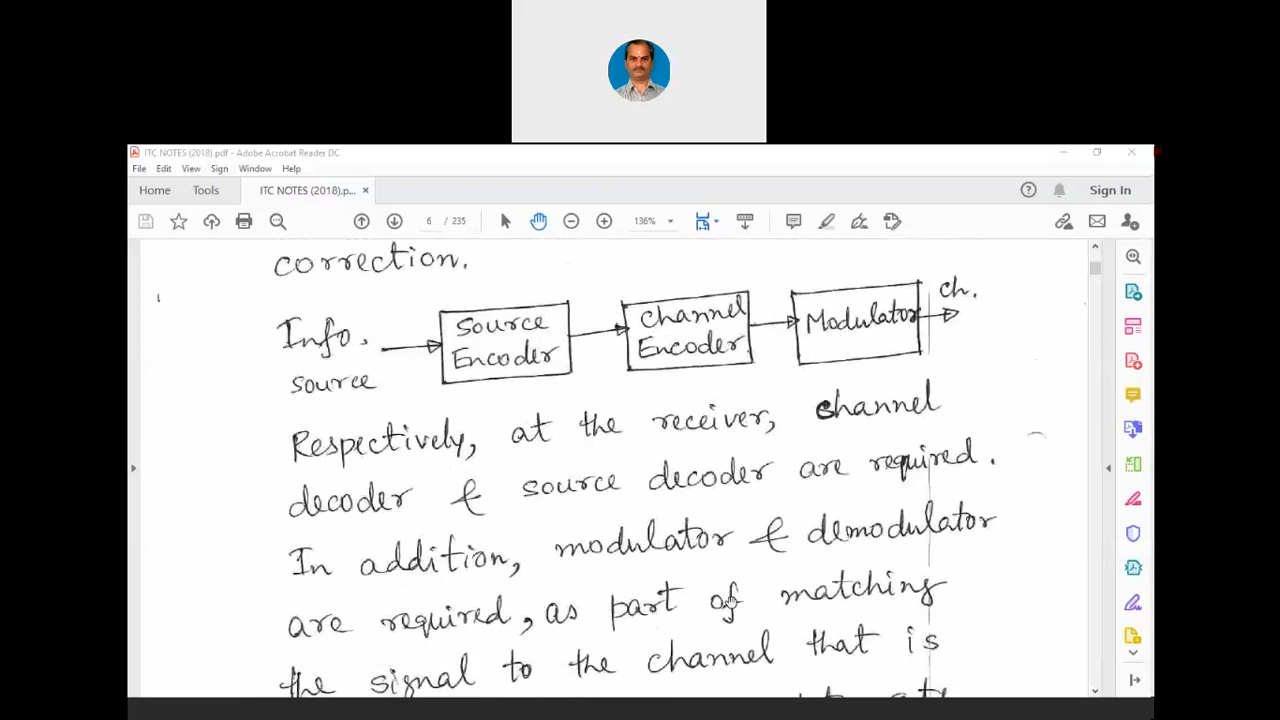 ITC NOTES (2018).pdf - Adobe Acrobat Reader DC
File Edit View Sign Window Help
Home Tools ITC NOTES (2018).p... × Sign In
6 / 235 136%
correction.
Info. source
Source Encoder
Channel Encoder
Modulator
ch.
Respectively, at the receiver, channel
decoder & source decoder are required.
In addition, modulator & demodulator
are required, as part of matching
the signal to the channel that is